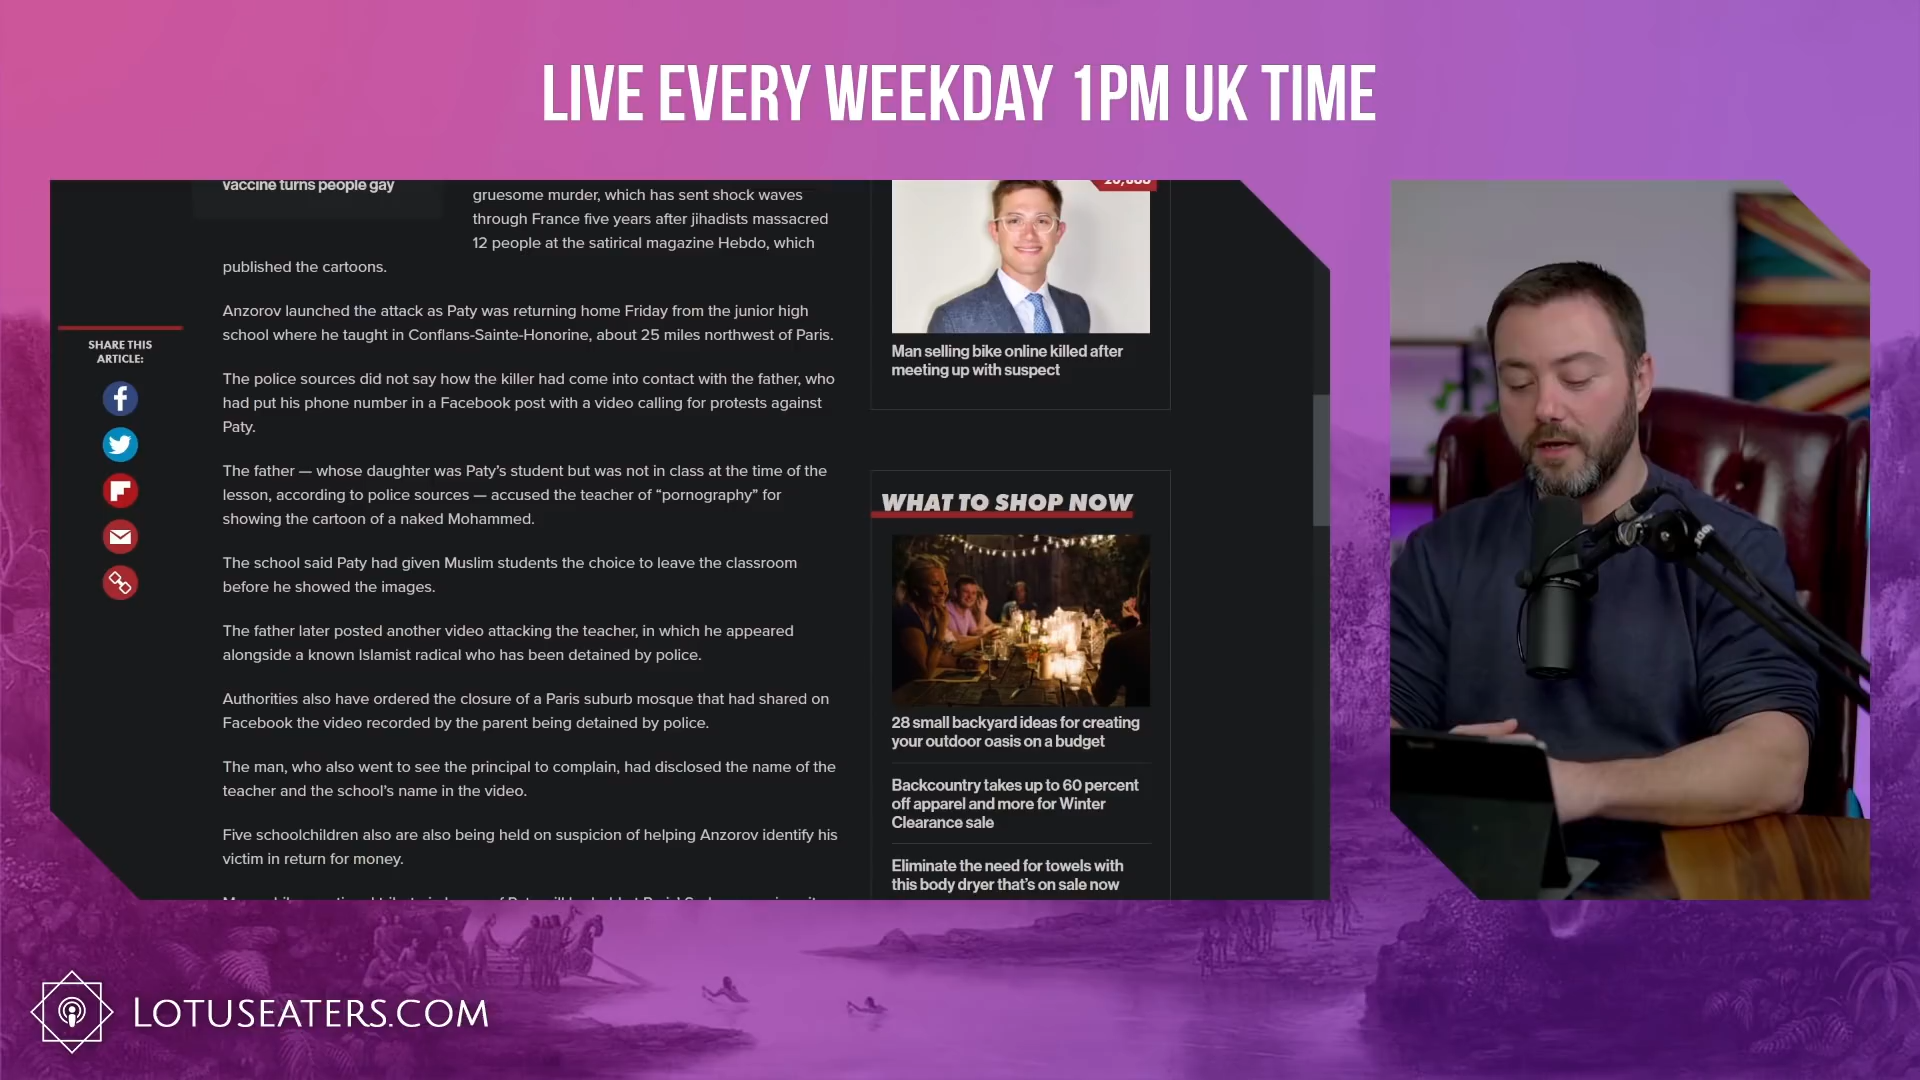 LIVE EVERY WEEKDAY 1PM UK TIME
vaccine turns people gay
gruesome murder, which has sent shock waves
through France five years after jihadists massacred
12 people at the satirical magazine Hebdo, which
published the cartoons.
Anzorov launched the attack as Paty was returning home Friday from the junior high
school where he taught in Conflans-Sainte-Honorine, about 25 miles northwest of Paris.
The police sources did not say how the killer had come into contact with the father, who
had put his phone number in a Facebook post with a video calling for protests against
Paty.
The father — whose daughter was Paty’s student but was not in class at the time of the
lesson, according to police sources — accused the teacher of “pornography” for
showing the cartoon of a naked Mohammed.
The school said Paty had given Muslim students the choice to leave the classroom
before he showed the images.
The father later posted another video attacking the teacher, in which he appeared
alongside a known Islamist radical who has been detained by police.
Authorities also have ordered the closure of a Paris suburb mosque that had shared on
Facebook the video recorded by the parent being detained by police.
The man, who also went to see the principal to complain, had disclosed the name of the
teacher and the school’s name in the video.
Five schoolchildren also are also being held on suspicion of helping Anzorov identify his
victim in return for money.
SHARE THIS
ARTICLE:
Man selling bike online killed after
meeting up with suspect
WHAT TO SHOP NOW
28 small backyard ideas for creating
your outdoor oasis on a budget
Backcountry takes up to 60 percent
off apparel and more for Winter
Clearance sale
Eliminate the need for towels with
this body dryer that’s on sale now
LOTUSEATERS.COM